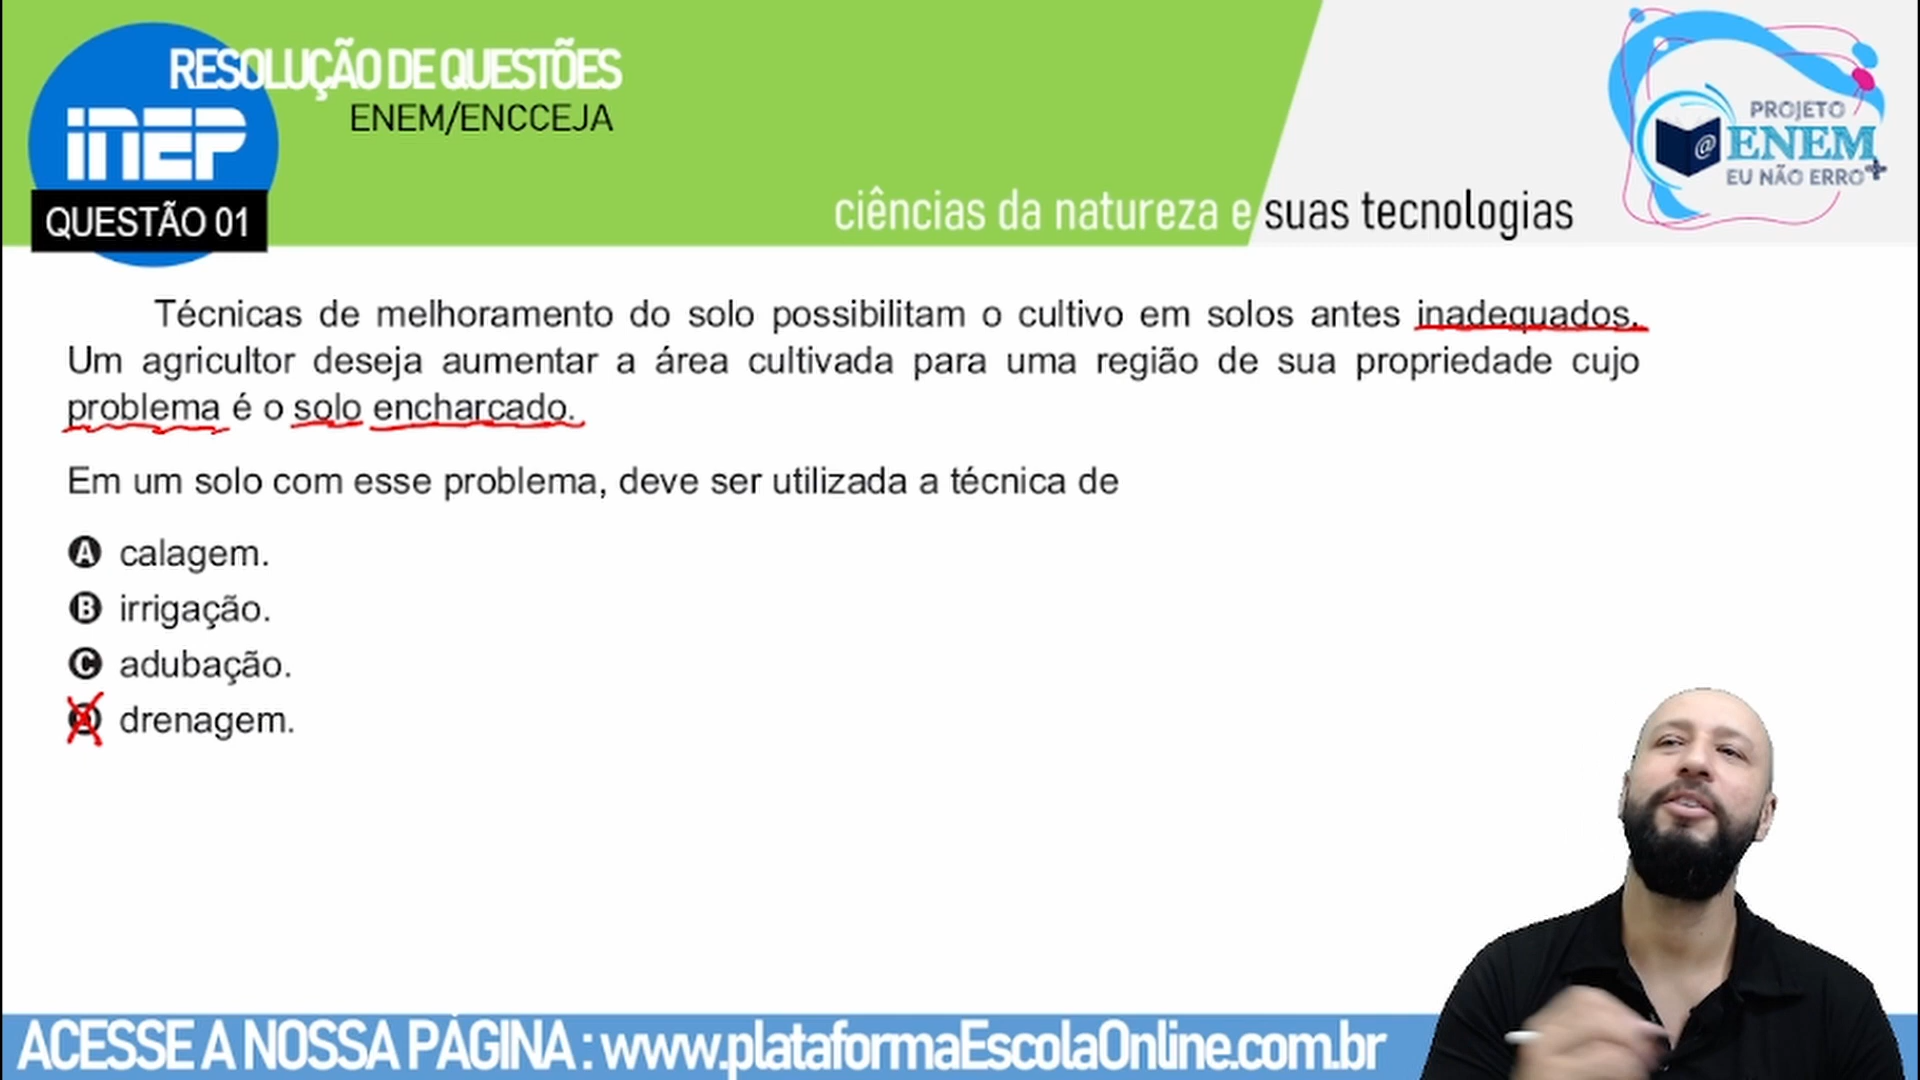 RESOLUÇÃO DE QUESTÕES
ENEM/ENCCEJA
INEP
QUESTÃO 01
ciências da natureza e suas tecnologias
PROJETO
@ ENEM+
EU NÃO ERRO
Técnicas de melhoramento do solo possibilitam o cultivo em solos antes inadequados.
Um agricultor deseja aumentar a área cultivada para uma região de sua propriedade cujo
problema é o solo encharcado.
Em um solo com esse problema, deve ser utilizada a técnica de
A calagem.
B irrigação.
C adubação.
D drenagem.
ACESSE A NOSSA PÁGINA : www.plataformaEscolaOnline.com.br